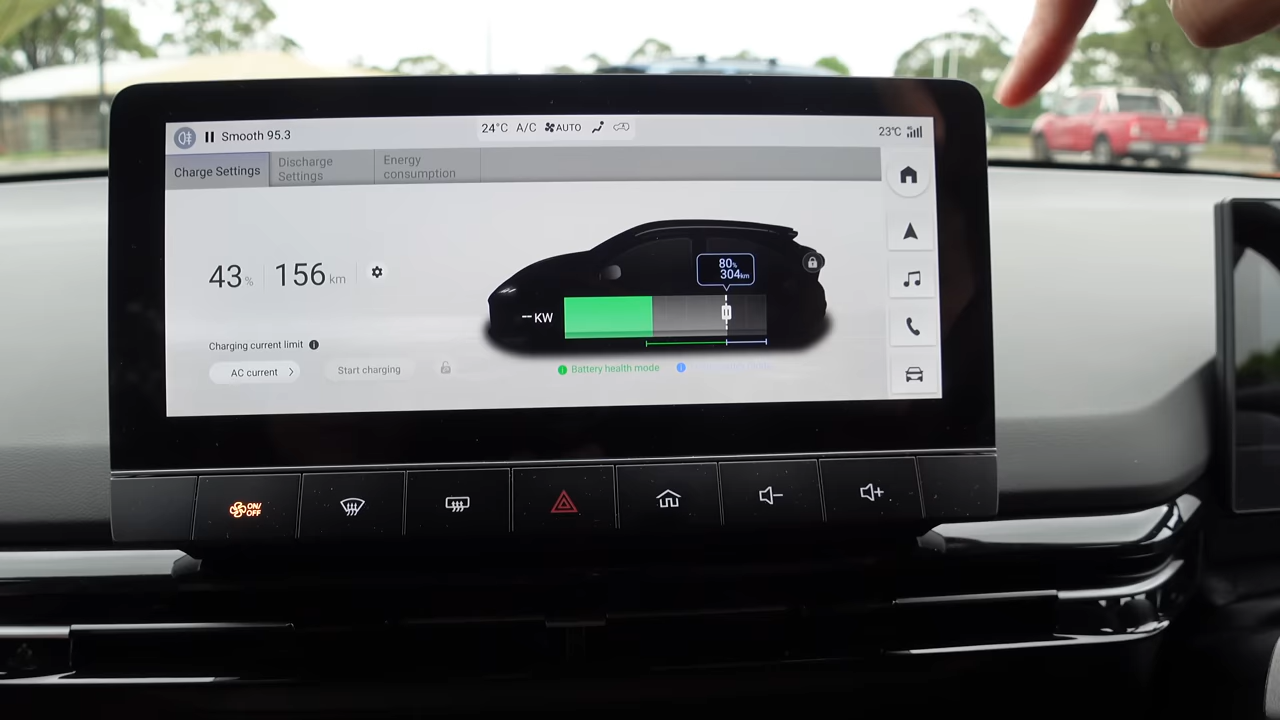 Smooth 95.3
24°C A/C AUTO
23°C
Charge Settings
Discharge
Settings
Energy
consumption
43% 156 km
80%
304km
-- KW
Charging current limit
AC current
Start charging
Battery health mode
ON/
OFF